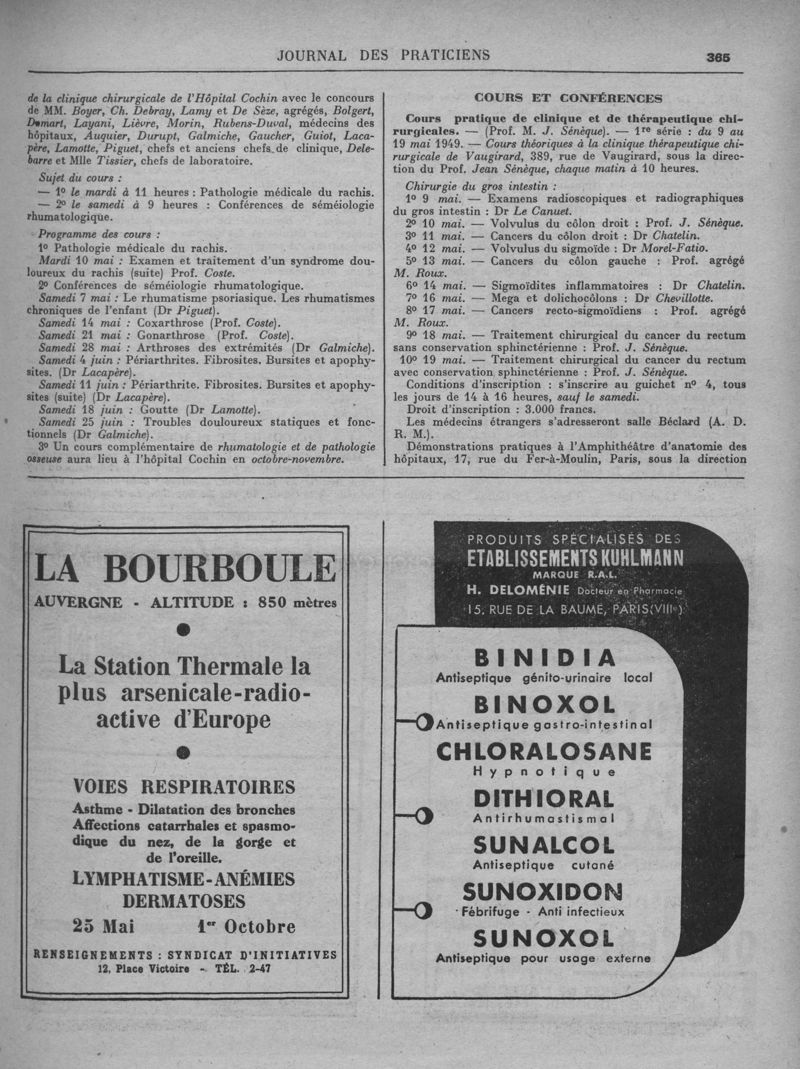 JOURNAL DES PRATICIENS
365
de la clinique chirurgicale de l'Hôpital Cochin avec le concours
de MM. Boyer, Ch. Debray, Lamy et De Sèze, agrégés, Bolgert,
Demart, Layani, Lièvre, Morin, Rubens-Duval, médecins des
hôpitaux, Auquier, Durupt, Galmiche, Gaucher, Guiot, Laca-
père, Lamotte, Piguet, chefs et anciens chefs de clinique, Dele-
barre et Mlle Tissier, chefs de laboratoire.
Sujet du cours :
— 1º le mardi à 11 heures : Pathologie médicale du rachis.
— 2º le samedi à 9 heures : Conférences de séméiologie
rhumatologique.
Programme des cours :
1º Pathologie médicale du rachis.
Mardi 10 mai : Examen et traitement d'un syndrome dou-
loureux du rachis (suite) Prof. Coste.
2º Conférences de séméiologie rhumatologique.
Samedi 7 mai : Le rhumatisme psoriasique. Les rhumatismes
chroniques de l'enfant (Dr Piguet).
Samedi 14 mai : Coxarthrose (Prof. Coste).
Samedi 21 mai : Gonarthrose (Prof. Coste).
Samedi 28 mai : Arthroses des extrémités (Dr Galmiche).
Samedi 4 juin : Périarthrites. Fibrosites. Bursites et apophy-
sites. (Dr Lacapère).
Samedi 11 juin : Périarthrite. Fibrosites. Bursites et apophy-
sites (suite) (Dr Lacapère).
Samedi 18 juin : Goutte (Dr Lamotte).
Samedi 25 juin : Troubles douloureux statiques et fonc-
tionnels (Dr Galmiche).
3º Un cours complémentaire de rhumatologie et de pathologie
osseuse aura lieu à l'hôpital Cochin en octobre-novembre.
COURS ET CONFÉRENCES
Cours pratique de clinique et de thérapeutique chi-
rurgicales. — (Prof. M. J. Sénèque). — 1re série : du 9 au
19 mai 1949. — Cours théoriques à la clinique thérapeutique chi-
rurgicale de Vaugirard, 389, rue de Vaugirard, sous la direc-
tion du Prof. Jean Sénèque, chaque matin à 10 heures.
Chirurgie du gros intestin :
1º 9 mai. — Examens radioscopiques et radiographiques
du gros intestin : Dr Le Canuet.
2º 10 mai. — Volvulus du côlon droit : Prof. J. Sénèque.
3º 11 mai. — Cancers du côlon droit : Dr Chatelin.
4º 12 mai. — Volvulus du sigmoïde : Dr Morel-Fatio.
5º 13 mai. — Cancers du côlon gauche : Prof. agrégé
M. Roux.
6º 14 mai. — Sigmoïdites inflammatoires : Dr Chatelin.
7º 16 mai. — Mega et dolichocôlons : Dr Chevillotte.
8º 17 mai. — Cancers recto-sigmoïdiens : Prof. agrégé
M. Roux.
9º 18 mai. — Traitement chirurgical du cancer du rectum
sans conservation sphinctérienne : Prof. J. Sénèque.
10º 19 mai. — Traitement chirurgical du cancer du rectum
avec conservation sphinctérienne : Prof. J. Sénèque.
Conditions d'inscription : s'inscrire au guichet nº 4, tous
les jours de 14 à 16 heures, sauf le samedi.
Droit d'inscription : 3.000 francs.
Les médecins étrangers s'adresseront salle Béclard (A. D.
R. M.).
Démonstrations pratiques à l'Amphithéâtre d'anatomie des
hôpitaux, 17, rue du Fer-à-Moulin, Paris, sous la direction
LA BOURBOULE
AUVERGNE - ALTITUDE : 850 mètres
La Station Thermale la
plus arsenicale-radio-
active d'Europe
VOIES RESPIRATOIRES
Asthme - Dilatation des bronches
Affections catarrhales et spasmo-
dique du nez, de la gorge et
de l'oreille.
LYMPHATISME-ANÉMIES
DERMATOSES
25 Mai 1er Octobre
RENSEIGNEMENTS : SYNDICAT D'INITIATIVES
12, Place Victoire - TÉL. 2-47
PRODUITS SPÉCIALISÉS DES
ETABLISSEMENTS KUHLMANN
MARQUE R.A.L.
H. DELOMÉNIE Docteur en Pharmacie
15, RUE DE LA BAUME, PARIS (VIIIe)
BINIDIA
Antiseptique génito-urinaire local
BINOXOL
Antiseptique gastro-intestinal
CHLORALOSANE
Hypnotique
DITHIORAL
Antirhumastismal
SUNALCOL
Antiseptique cutané
SUNOXIDON
Fébrifuge - Anti infectieux
SUNOXOL
Antiseptique pour usage externe